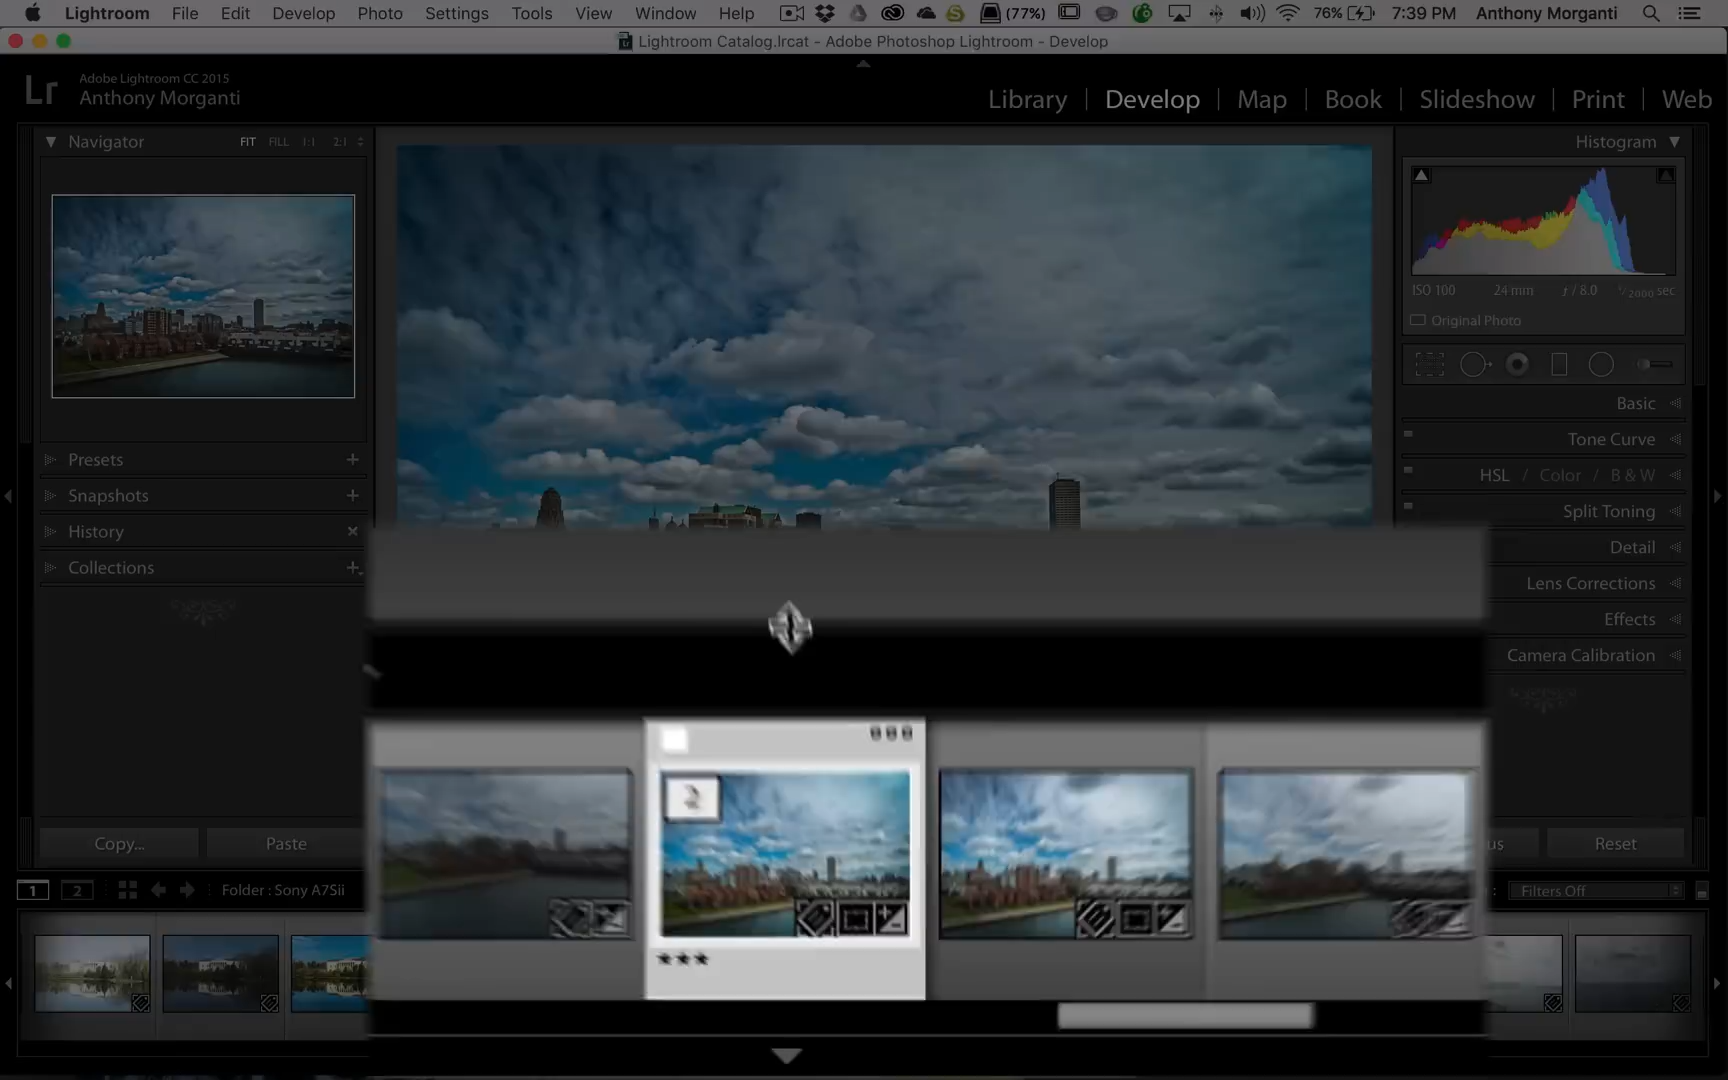 Lightroom File Edit Develop Photo Settings Tools View Window Help (77%) 76% 7:39 PM Anthony Morganti
Lightroom Catalog.lrcat - Adobe Photoshop Lightroom - Develop
Lr
Adobe Lightroom CC 2015
Anthony Morganti
Library | Develop | Map | Book | Slideshow | Print | Web
Navigator FIT FILL 1:1 2:1
Histogram
ISO 100 24 mm ƒ / 8.0 1/2000 sec
Original Photo
Basic
Presets
Tone Curve
Snapshots
HSL / Color / B & W
History
Split Toning
Collections
Detail
Lens Corrections
Effects
Camera Calibration
Copy...
Paste
us
Reset
1 2 Folder : Sony A7Sii
: Filters Off
2